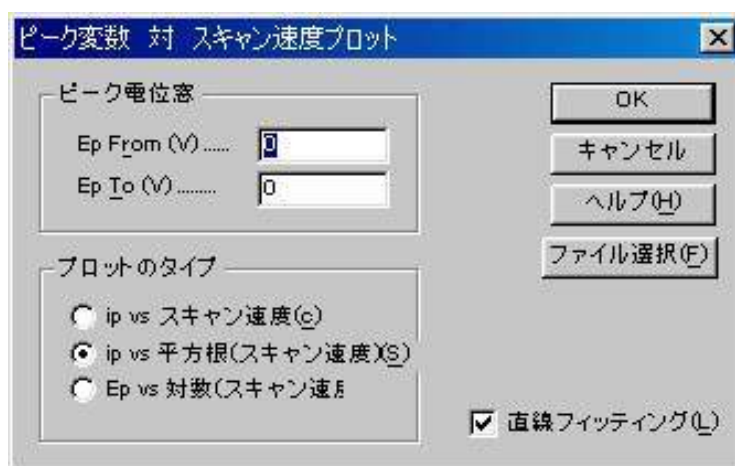 ピーク変数 対 スキャン速度プロット
ピーク電位窓
Ep From (V)..... 0
Ep To (V)......... 0
OK
キャンセル
ヘルプ(H)
ファイル選択(F)
プロットのタイプ
ip vs スキャン速度(c)
ip vs 平方根(スキャン速度)(S)
Ep vs 対数(スキャン速
直線フィッティング(L)